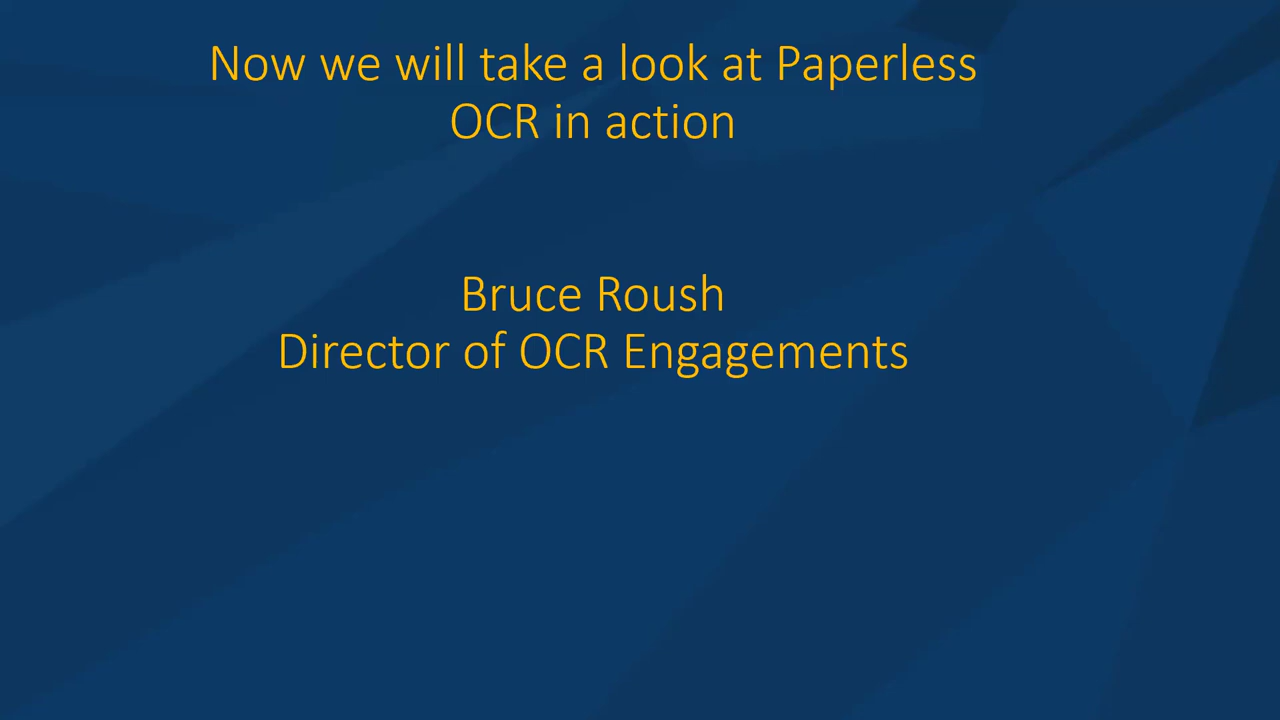 Now we will take a look at Paperless
OCR in action
Bruce Roush
Director of OCR Engagements